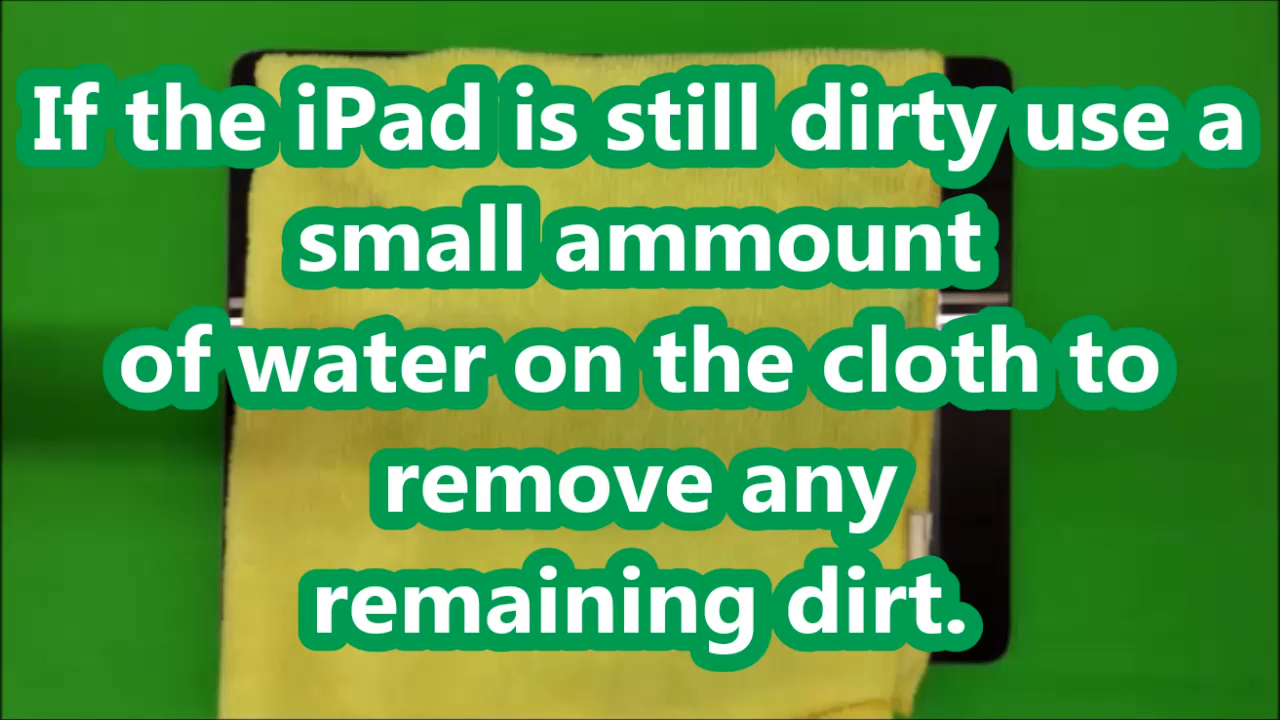 If the iPad is still dirty use a
small ammount
of water on the cloth to
remove any
remaining dirt.